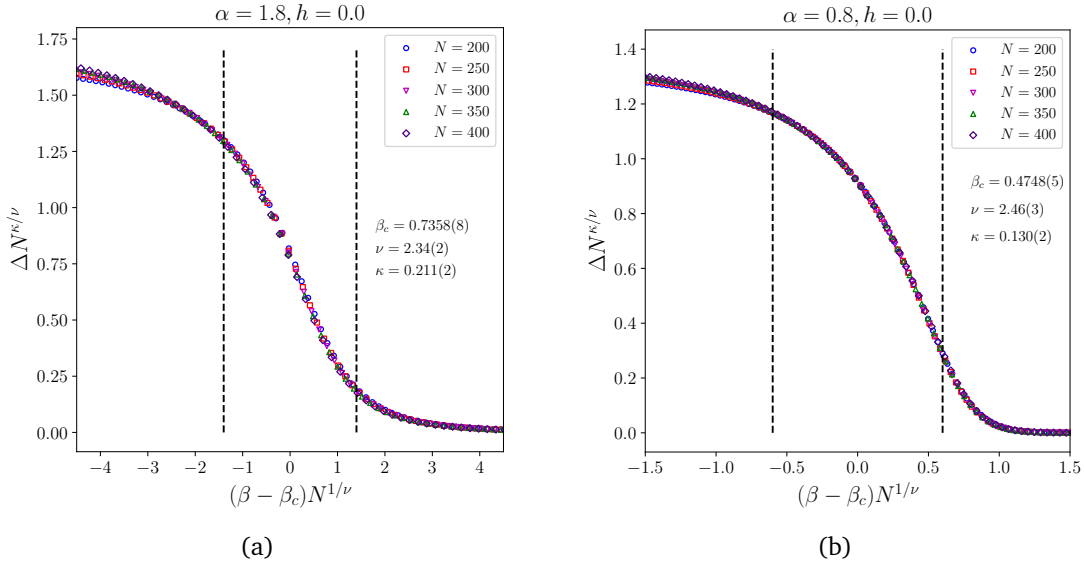 α = 1.8, h = 0.0
ΔN^{κ/ν}
1.75
1.50
1.25
1.00
0.75
0.50
0.25
0.00
N = 200
N = 250
N = 300
N = 350
N = 400
β_c = 0.7358(8)
ν = 2.34(2)
κ = 0.211(2)
−4 −3 −2 −1 0 1 2 3 4
(β − β_c)N^{1/ν}
(a)
α = 0.8, h = 0.0
ΔN^{κ/ν}
1.4
1.2
1.0
0.8
0.6
0.4
0.2
0.0
N = 200
N = 250
N = 300
N = 350
N = 400
β_c = 0.4748(5)
ν = 2.46(3)
κ = 0.130(2)
−1.5 −1.0 −0.5 0.0 0.5 1.0 1.5
(β − β_c)N^{1/ν}
(b)